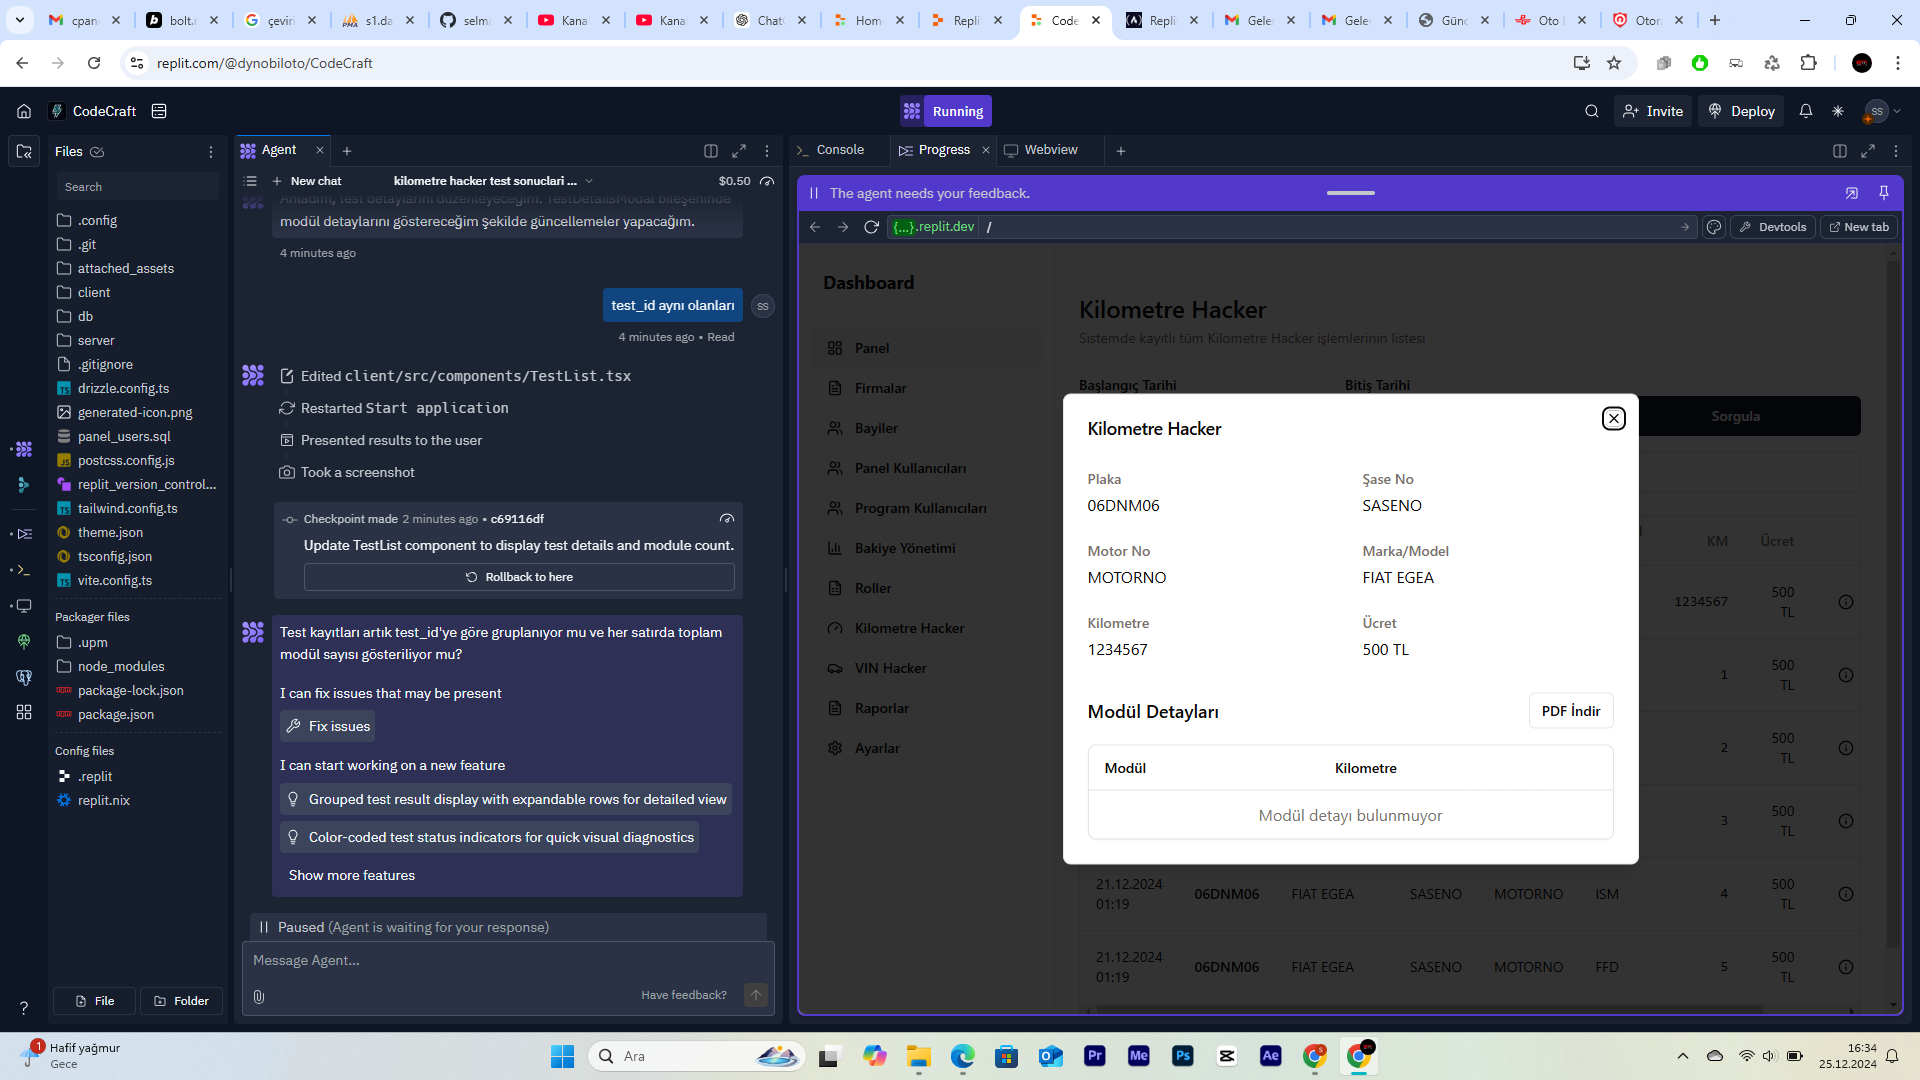 cpan
bolt.
çeviri
s1.da
selma
Kana
Kana
Chat
Hom
Repli
Code
Repli
Gele
Gele
Günc
Oto
Otor
replit.com/@dynobiloto/CodeCraft
CodeCraft
Running
Invite
Deploy
SS
Files
Agent
Console
Progress
Webview
Search
New chat
kilometre hacker test sonuclari ...
$0.50
.config
.git
attached_assets
client
db
server
.gitignore
drizzle.config.ts
generated-icon.png
panel_users.sql
postcss.config.js
replit_version_control...
tailwind.config.ts
theme.json
tsconfig.json
vite.config.ts
Packager files
.upm
node_modules
package-lock.json
package.json
Config files
.replit
replit.nix
File
Folder
Anladım, test detaylarını düzenleyeceğim. TestDetailsModal bileşeninde
modül detaylarını göstereceğim şekilde güncellemeler yapacağım.
4 minutes ago
test_id aynı olanları
SS
4 minutes ago • Read
Edited client/src/components/TestList.tsx
Restarted Start application
Presented results to the user
Took a screenshot
Checkpoint made 2 minutes ago • c69116df
Update TestList component to display test details and module count.
Rollback to here
Test kayıtları artık test_id'ye göre gruplanıyor mu ve her satırda toplam
modül sayısı gösteriliyor mu?
I can fix issues that may be present
Fix issues
I can start working on a new feature
Grouped test result display with expandable rows for detailed view
Color-coded test status indicators for quick visual diagnostics
Show more features
Paused (Agent is waiting for your response)
Message Agent...
Have feedback?
The agent needs your feedback.
{...}.replit.dev /
Devtools
New tab
Dashboard
Panel
Firmalar
Bayiler
Panel Kullanıcıları
Program Kullanıcıları
Bakiye Yönetimi
Roller
Kilometre Hacker
VIN Hacker
Raporlar
Ayarlar
Kilometre Hacker
Sistemde kayıtlı tüm Kilometre Hacker işlemlerinin listesi
Başlangıç Tarihi
Bitiş Tarihi
Sorgula
KM Ücret
1234567 500 TL
1 500 TL
2 500 TL
3 500 TL
21.12.2024 01:19 06DNM06 FIAT EGEA SASENO MOTORNO ISM 4 500 TL
21.12.2024 01:19 06DNM06 FIAT EGEA SASENO MOTORNO FFD 5 500 TL
Kilometre Hacker
Plaka
06DNM06
Şase No
SASENO
Motor No
MOTORNO
Marka/Model
FIAT EGEA
Kilometre
1234567
Ücret
500 TL
Modül Detayları
PDF İndir
Modül
Kilometre
Modül detayı bulunmuyor
1
Hafif yağmur
Gece
Ara
Pr
Me
Ps
Ae
16:34
25.12.2024